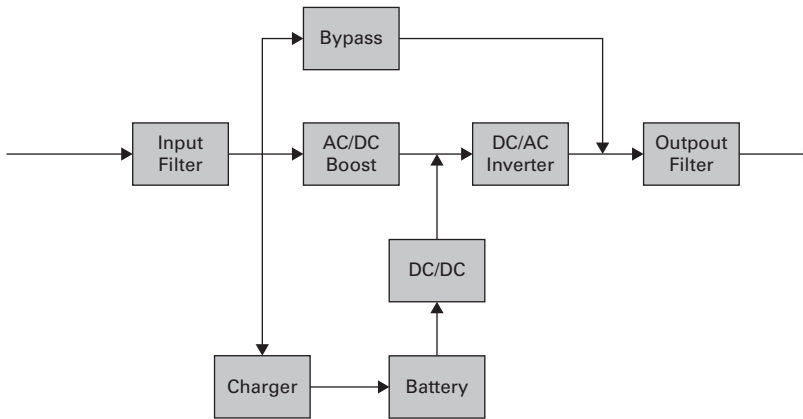 Bypass
Input
Filter
AC/DC
Boost
DC/AC
Inverter
Outpout
Filter
DC/DC
Charger
Battery